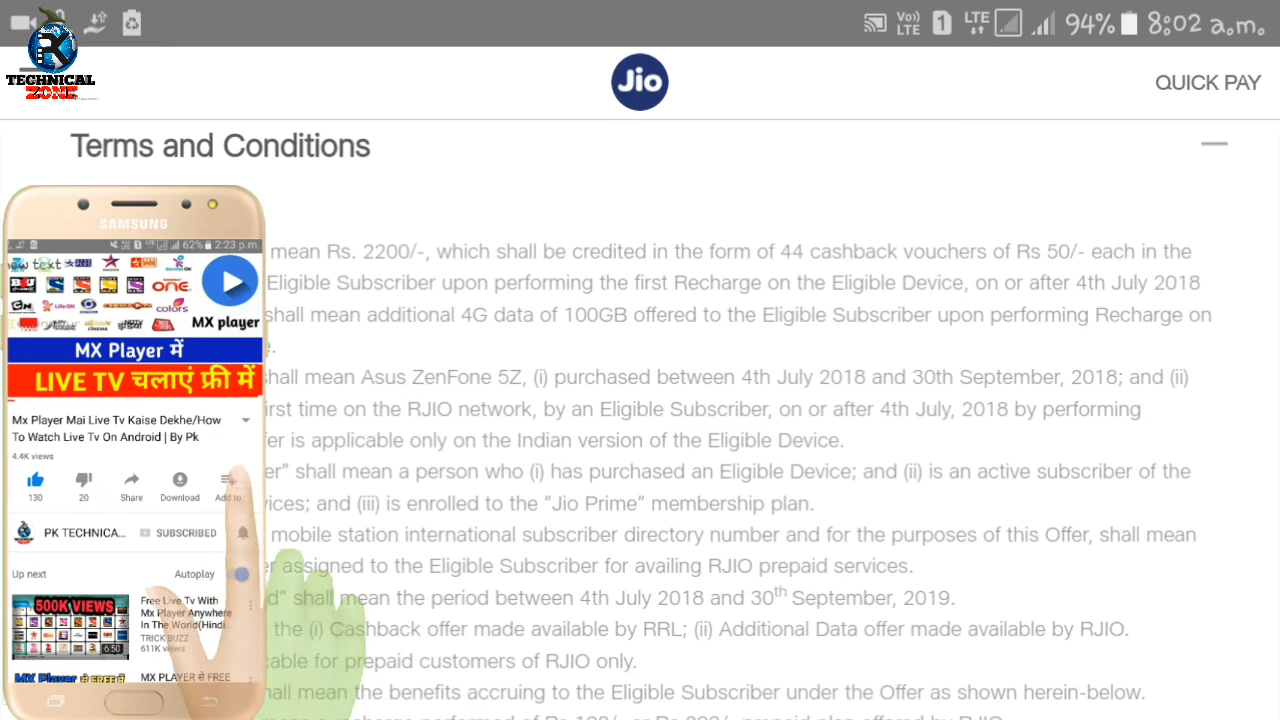 Vo)) LTE 1 LTE 94% 8:02 a.m.
TECHNICAL
ZONE
Jio
QUICK PAY
Terms and Conditions
mean Rs. 2200/-, which shall be credited in the form of 44 cashback vouchers of Rs 50/- each in the
Eligible Subscriber upon performing the first Recharge on the Eligible Device, on or after 4th July 2018
shall mean additional 4G data of 100GB offered to the Eligible Subscriber upon performing Recharge on
e.
shall mean Asus ZenFone 5Z, (i) purchased between 4th July 2018 and 30th September, 2018; and (ii)
irst time on the RJIO network, by an Eligible Subscriber, on or after 4th July, 2018 by performing
fer is applicable only on the Indian version of the Eligible Device.
er” shall mean a person who (i) has purchased an Eligible Device; and (ii) is an active subscriber of the
vices; and (iii) is enrolled to the “Jio Prime” membership plan.
mobile station international subscriber directory number and for the purposes of this Offer, shall mean
er assigned to the Eligible Subscriber for availing RJIO prepaid services.
d” shall mean the period between 4th July 2018 and 30th September, 2019.
the (i) Cashback offer made available by RRL; (ii) Additional Data offer made available by RJIO.
cable for prepaid customers of RJIO only.
hall mean the benefits accruing to the Eligible Subscriber under the Offer as shown herein-below.
SAMSUNG
62% 2:23 p.m.
new text
ONE
Life OK
colors
MX player
MX Player में
LIVE TV चलाएं फ्री में
Mx Player Mai Live Tv Kaise Dekhe/How
To Watch Live Tv On Android | By Pk
4.4K views
130 20 Share Download Add to
PK TECHNICA... SUBSCRIBED
Up next Autoplay
500K VIEWS
6:50
Free Live Tv With
Mx Player Anywhere
In The World(Hindi...
TRICK BUZZ
611K views
MX Player से FREE में
MX PLAYER से FREE